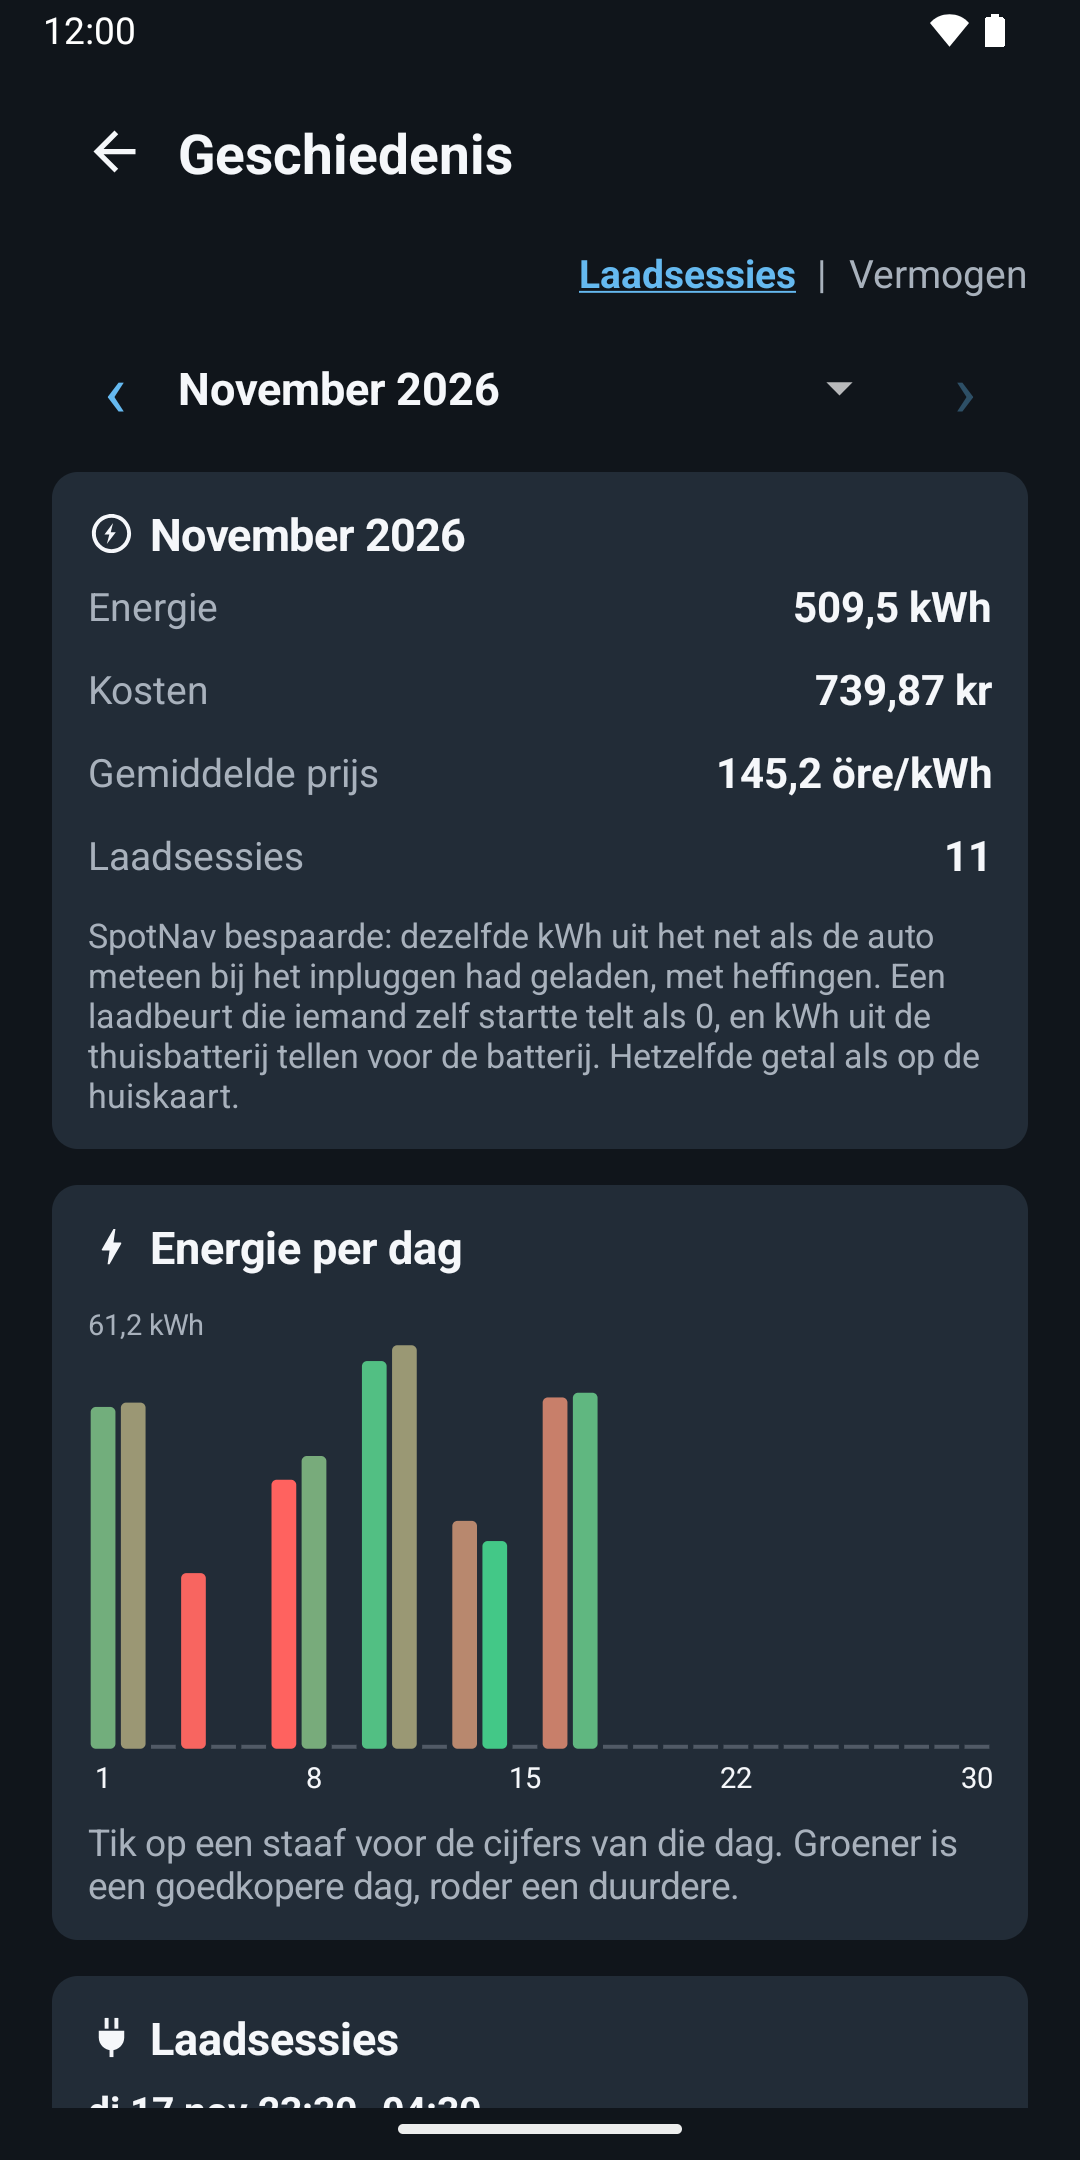 12:00
Geschiedenis
Laadsessies | Vermogen
‹ November 2026 ›
November 2026
Energie 509,5 kWh
Kosten 739,87 kr
Gemiddelde prijs 145,2 öre/kWh
Laadsessies 11
SpotNav bespaarde: dezelfde kWh uit het net als de auto
meteen bij het inpluggen had geladen, met heffingen. Een
laadbeurt die iemand zelf startte telt als 0, en kWh uit de
thuisbatterij tellen voor de batterij. Hetzelfde getal als op de
huiskaart.
Energie per dag
61,2 kWh
1 8 15 22 30
Tik op een staaf voor de cijfers van die dag. Groener is
een goedkopere dag, roder een duurdere.
Laadsessies